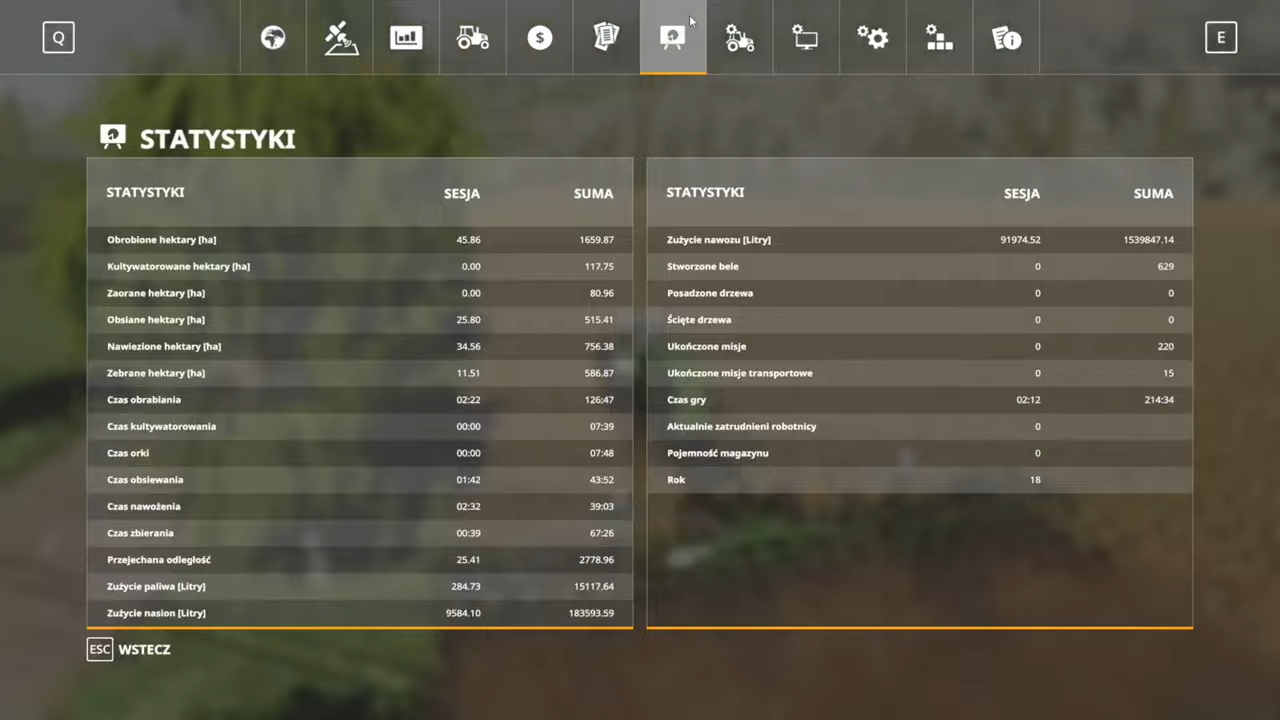 Q
$
E
STATYSTYKI
STATYSTYKI SESJA SUMA
Obrobione hektary [ha] 45.86 1659.87
Kultywatorowane hektary [ha] 0.00 117.75
Zaorane hektary [ha] 0.00 80.96
Obsiane hektary [ha] 25.80 515.41
Nawiezione hektary [ha] 34.56 756.38
Zebrane hektary [ha] 11.51 586.87
Czas obrabiania 02:22 126:47
Czas kultywatorowania 00:00 07:39
Czas orki 00:00 07:48
Czas obsiewania 01:42 43:52
Czas nawożenia 02:32 39:03
Czas zbierania 00:39 67:26
Przejechana odległość 25.41 2778.96
Zużycie paliwa [Litry] 284.73 15117.64
Zużycie nasion [Litry] 9584.10 183593.59
STATYSTYKI SESJA SUMA
Zużycie nawozu [Litry] 91974.52 1539847.14
Stworzone bele 0 629
Posadzone drzewa 0 0
Ścięte drzewa 0 0
Ukończone misje 0 220
Ukończone misje transportowe 0 15
Czas gry 02:12 214:34
Aktualnie zatrudnieni robotnicy 0
Pojemność magazynu 0
Rok 18
ESC WSTECZ